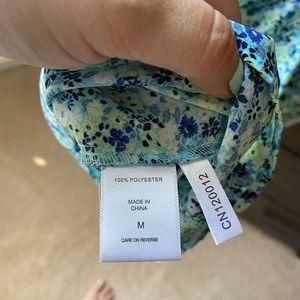 100% POLYESTER
MADE IN
CHINA
M
CARE ON REVERSE
CN120012